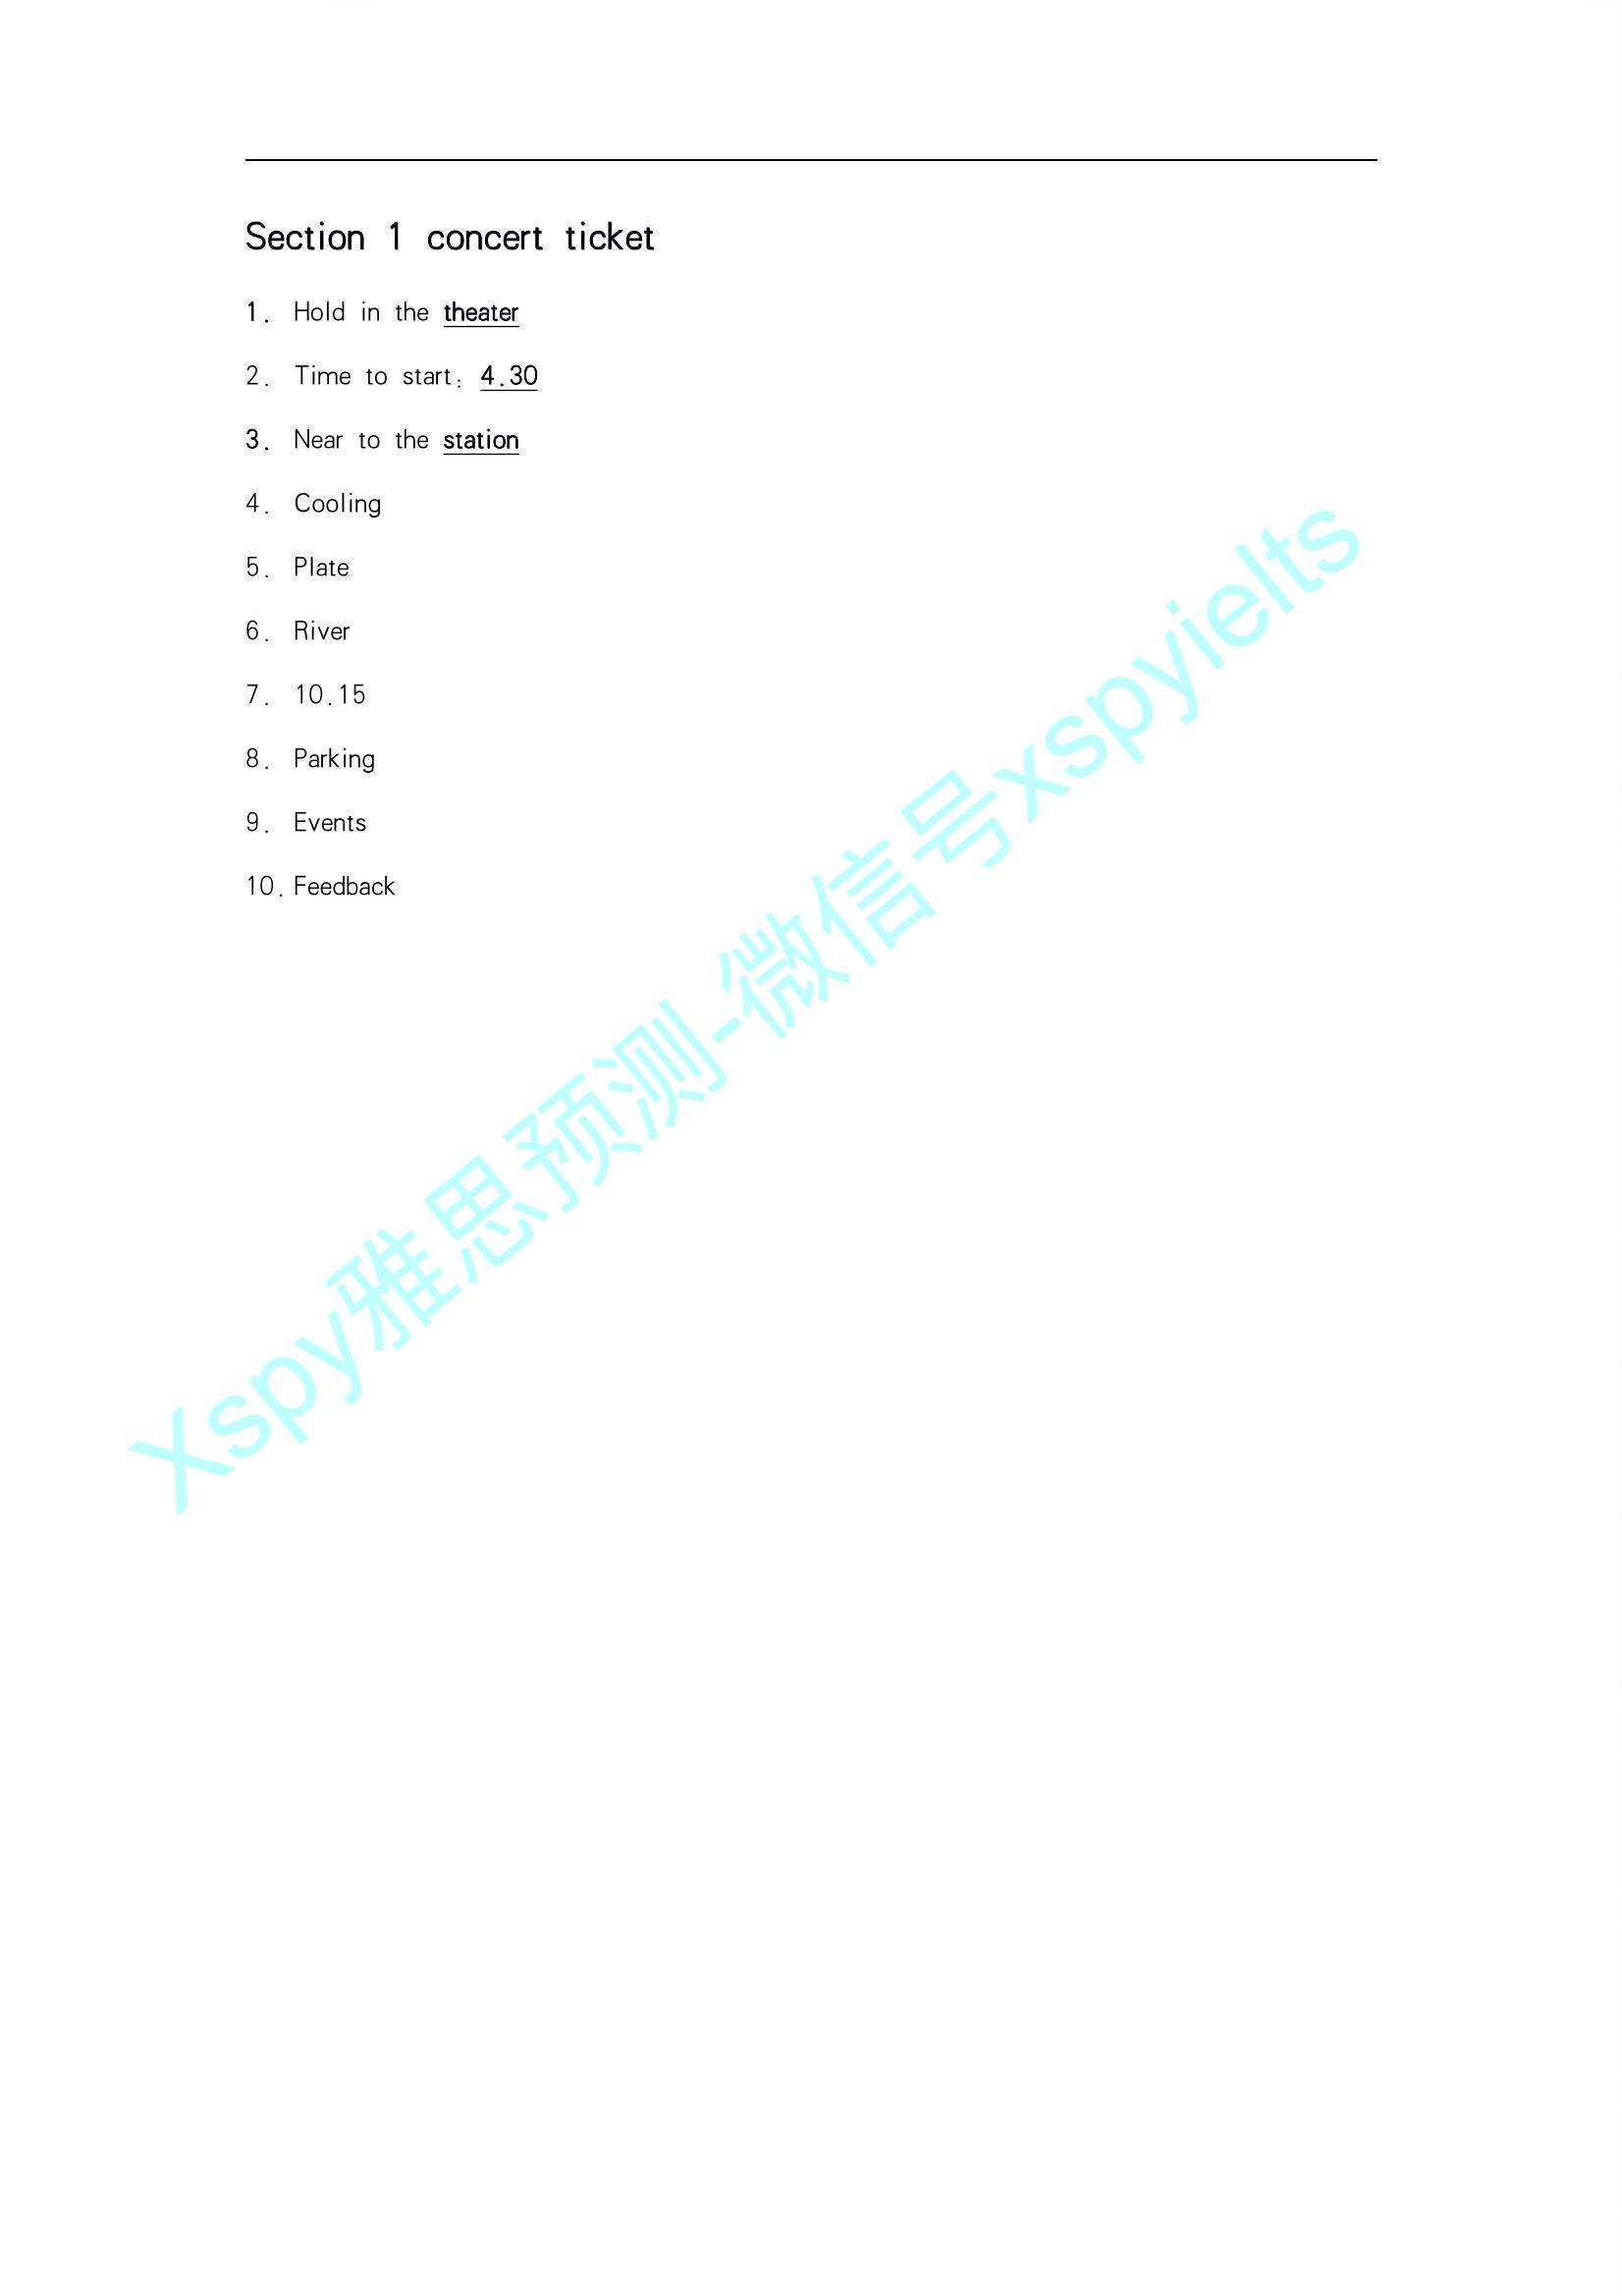 Section 1 concert ticket
1. Hold in the theater
2. Time to start: 4.30
3. Near to the station
4. Cooling
5. Plate
6. River
7. 10.15
8. Parking
9. Events
10. Feedback
Xspy雅思预测-微信号xspyielts